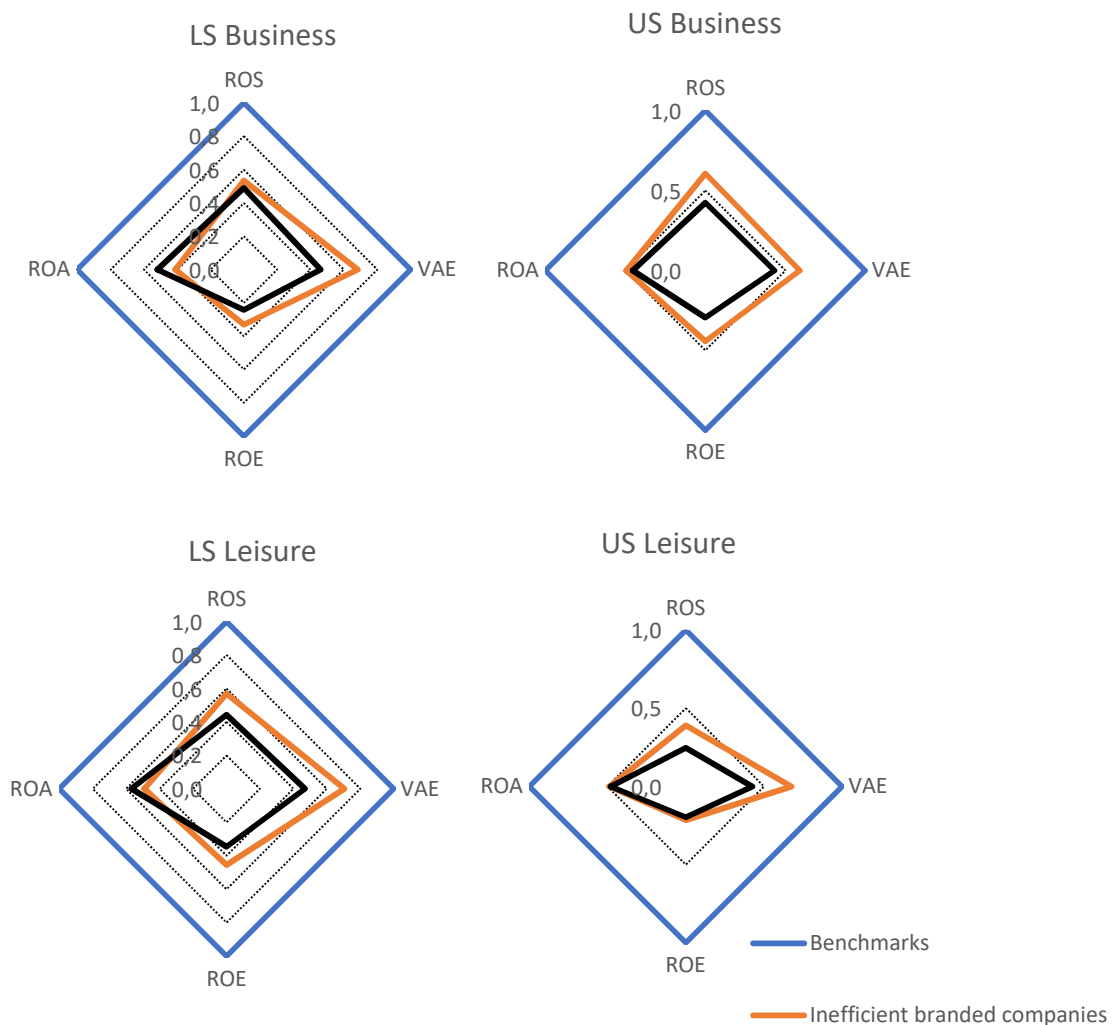 LS Business
ROS
1,0
0,8
0,6
0,4
0,2
0,0
ROA
VAE
ROE
US Business
ROS
1,0
0,5
0,0
ROA
VAE
ROE
LS Leisure
ROS
1,0
0,8
0,6
0,4
0,2
0,0
ROA
VAE
ROE
US Leisure
ROS
1,0
0,5
0,0
ROA
VAE
ROE
Benchmarks
Inefficient branded companies